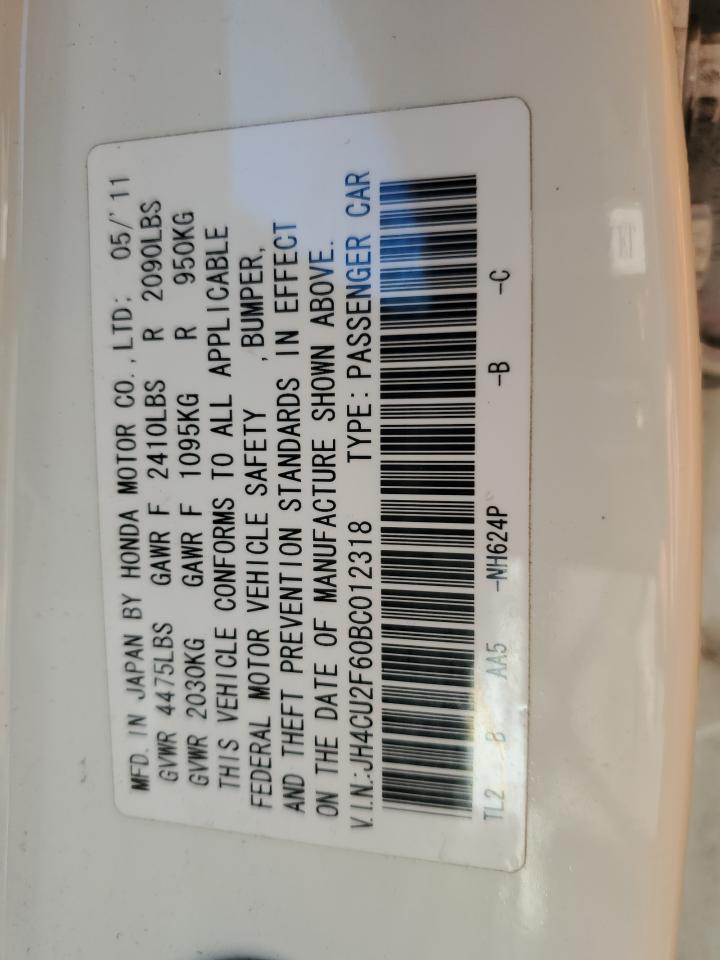 MFD. IN JAPAN BY HONDA MOTOR CO.,LTD: 05/'11
GVWR 4475LBS GAWR F 2410LBS R 2090LBS
GVWR 2030KG GAWR F 1095KG R 950KG
THIS VEHICLE CONFORMS TO ALL APPLICABLE
FEDERAL MOTOR VEHICLE SAFETY ,BUMPER,
AND THEFT PREVENTION STANDARDS IN EFFECT
ON THE DATE OF MANUFACTURE SHOWN ABOVE.
V.I.N.:JH4CU2F60BC012318 TYPE: PASSENGER CAR
TL2 B AA5 -NH624P -B -C